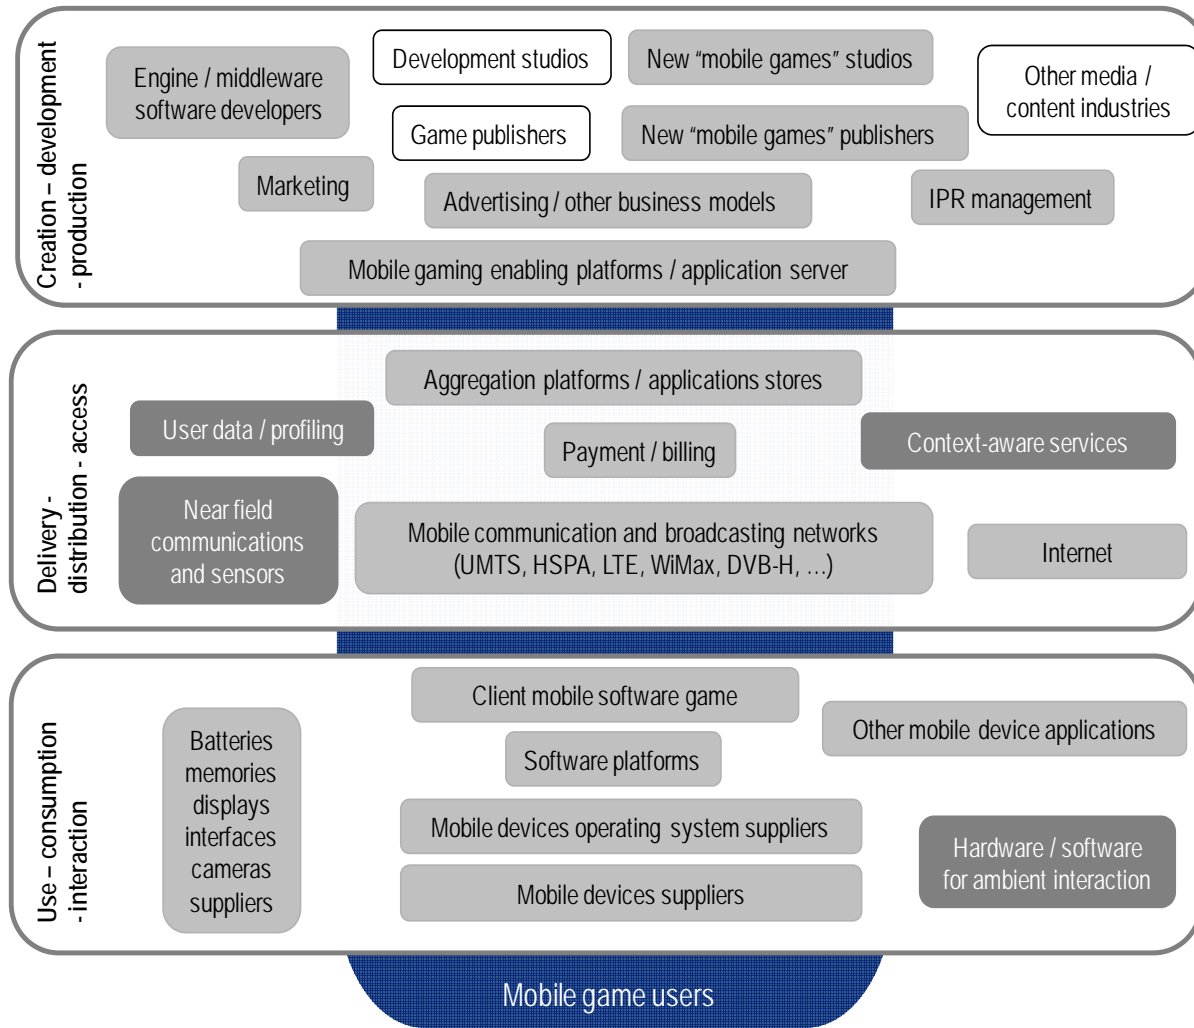 Creation – development
- production
Engine / middleware
software developers
Development studios
New “mobile games” studios
Other media /
content industries
Game publishers
New “mobile games” publishers
Marketing
Advertising / other business models
IPR management
Mobile gaming enabling platforms / application server
Delivery -
distribution - access
Aggregation platforms / applications stores
User data / profiling
Payment / billing
Context-aware services
Near field
communications
and sensors
Mobile communication and broadcasting networks
(UMTS, HSPA, LTE, WiMax, DVB-H, …)
Internet
Use – consumption
- interaction
Client mobile software game
Other mobile device applications
Batteries
memories
displays
interfaces
cameras
suppliers
Software platforms
Mobile devices operating system suppliers
Hardware / software
for ambient interaction
Mobile devices suppliers
Mobile game users